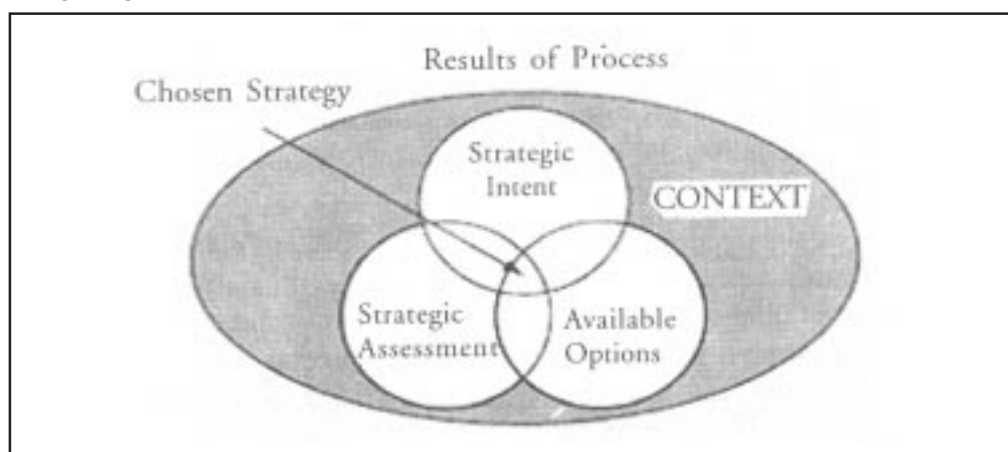 Results of Process
Chosen Strategy
Strategic
Intent
CONTEXT
Strategic
Assessment
Available
Options